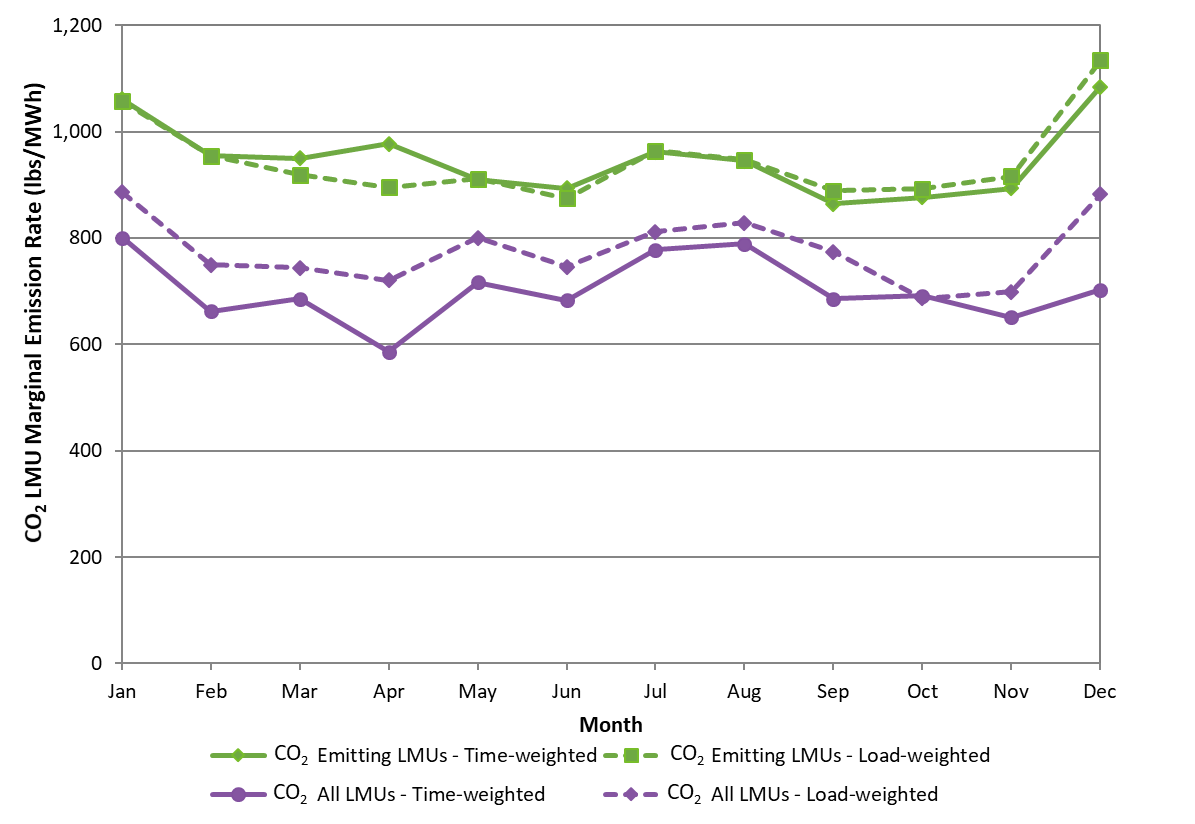 CO2 LMU Marginal Emission Rate (lbs/MWh)
1,200
1,000
800
600
400
200
0
Jan Feb Mar Apr May Jun Jul Aug Sep Oct Nov Dec
Month
CO2 Emitting LMUs - Time-weighted CO2 Emitting LMUs - Load-weighted
CO2 All LMUs - Time-weighted CO2 All LMUs - Load-weighted